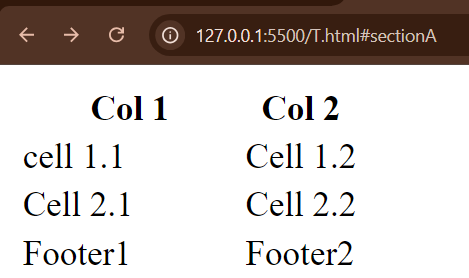 127.0.0.1:5500/T.html#sectionA
Col 1 Col 2
cell 1.1 Cell 1.2
Cell 2.1 Cell 2.2
Footer1 Footer2